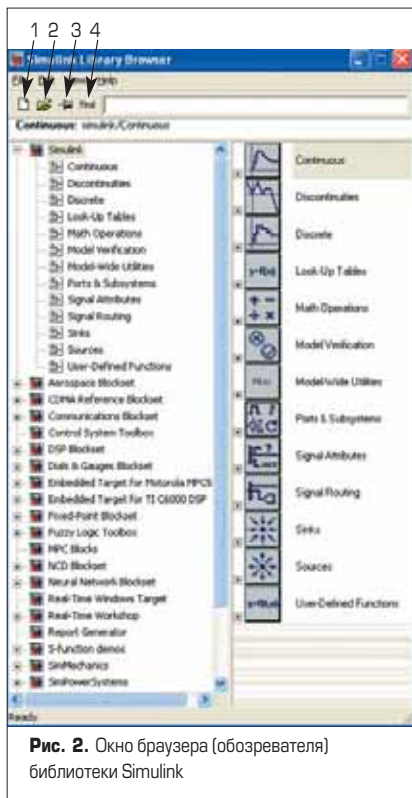 1 2 3 4
Simulink Library Browser
File Edit View Help
Find
Continuous: simulink/Continuous
Simulink
Continuous
Discontinuities
Discrete
Look-Up Tables
Math Operations
Model Verification
Model-Wide Utilities
Ports & Subsystems
Signal Attributes
Signal Routing
Sinks
Sources
User-Defined Functions
Aerospace Blockset
CDMA Reference Blockset
Communications Blockset
Control System Toolbox
DSP Blockset
Dials & Gauges Blockset
Embedded Target for Motorola MPC5
Embedded Target for TI C6000 DSP
Fixed-Point Blockset
Fuzzy Logic Toolbox
MPC Blocks
NCD Blockset
Neural Network Blockset
Real-Time Windows Target
Real-Time Workshop
Report Generator
S-function demos
SimMechanics
SimPowerSystems
Continuous
Discontinuities
Discrete
y=f(u)
Look-Up Tables
Math Operations
Model Verification
Misc
Model-Wide Utilities
Ports & Subsystems
Signal Attributes
Signal Routing
Sinks
Sources
User-Defined Functions
Ready
Рис. 2. Окно браузера (обозревателя)
библиотеки Simulink